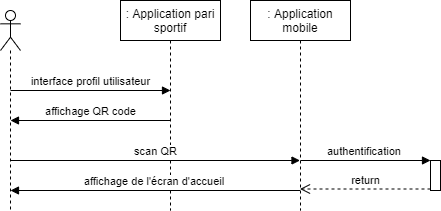 : Application pari
sportif
: Application
mobile
interface profil utilisateur
affichage QR code
scan QR
authentification
affichage de l'écran d'accueil
return